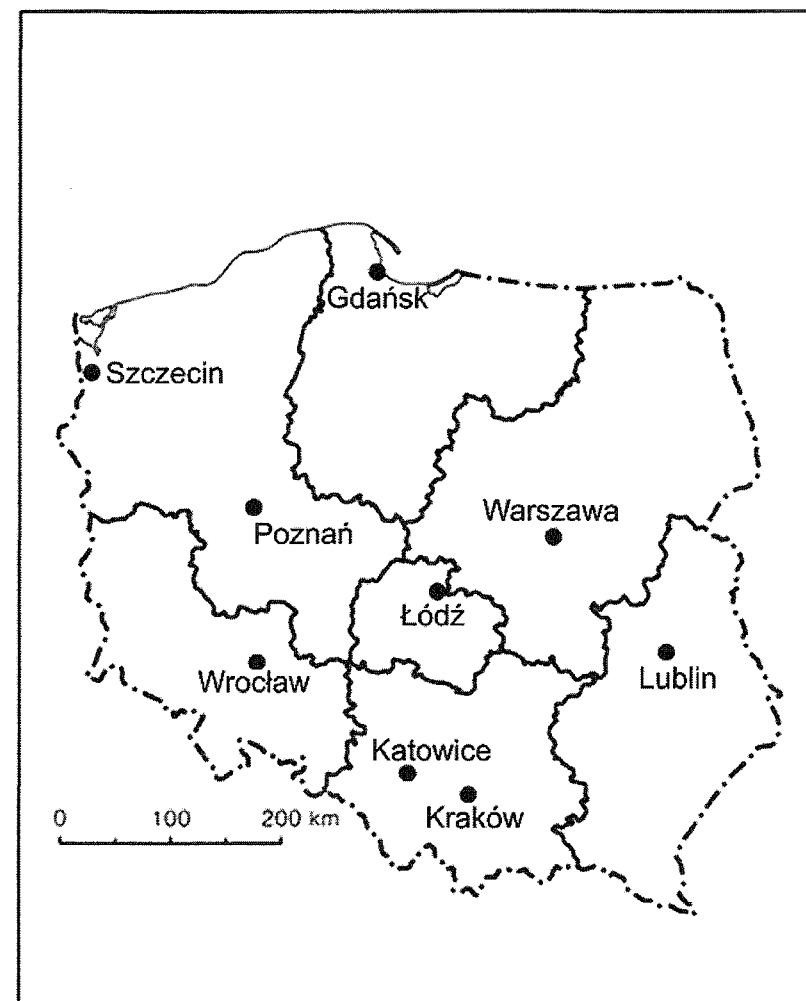 Gdańsk
Szczecin
Poznań
Warszawa
Łódź
Wrocław
Lublin
Katowice
Kraków
0 100 200 km